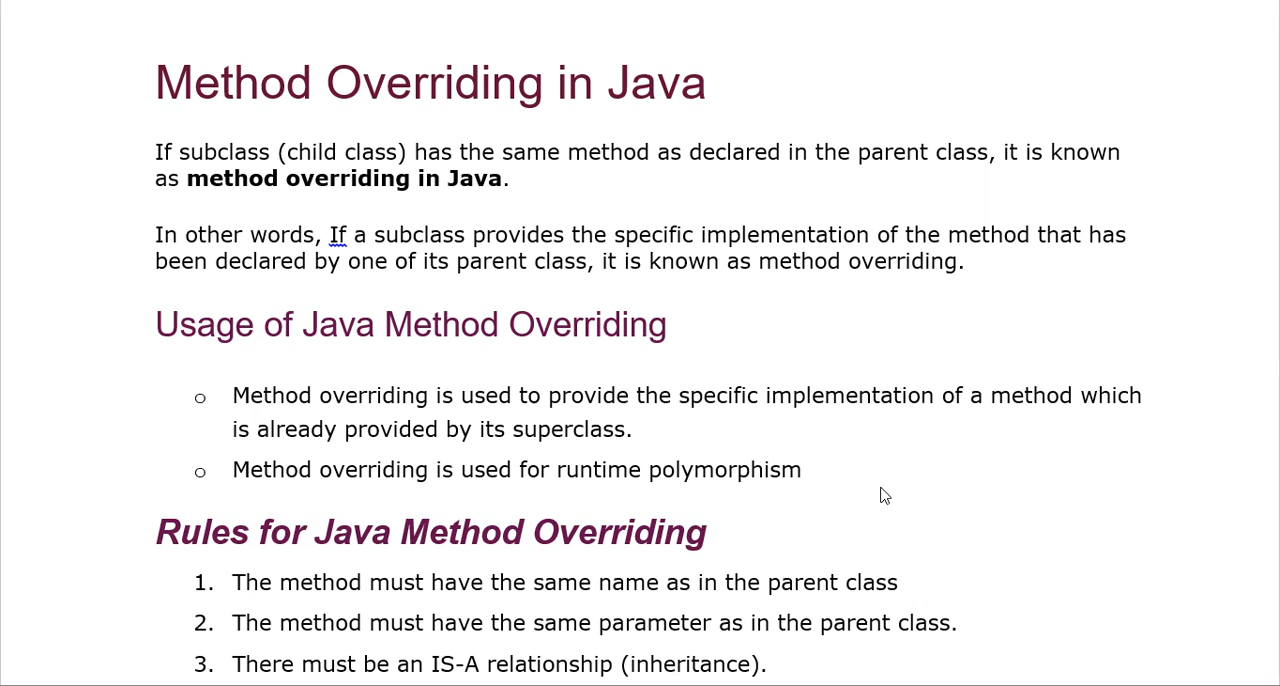 Method Overriding in Java
If subclass (child class) has the same method as declared in the parent class, it is known
as method overriding in Java.
In other words, If a subclass provides the specific implementation of the method that has
been declared by one of its parent class, it is known as method overriding.
Usage of Java Method Overriding
o Method overriding is used to provide the specific implementation of a method which
is already provided by its superclass.
o Method overriding is used for runtime polymorphism
Rules for Java Method Overriding
1. The method must have the same name as in the parent class
2. The method must have the same parameter as in the parent class.
3. There must be an IS-A relationship (inheritance).